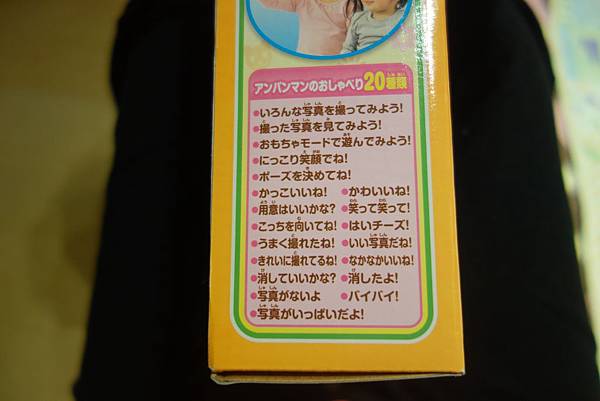 アンパンマンのおしゃべり20種類
●いろんな写真を撮ってみよう!
●撮った写真を見てみよう!
●おもちゃモードで遊んでみよう!
●にっこり笑顔でね!
●ポーズを決めてね!
●かっこいいね! ●かわいいね!
●用意はいいかな? ●笑って笑って!
●こっちを向いてね! ●はいチーズ!
●うまく撮れたね! ●いい写真だね!
●きれいに撮れてるね! ●なかなかいいね!
●消していいかな? ●消したよ!
●写真がないよ ●バイバイ!
●写真がいっぱいだよ!